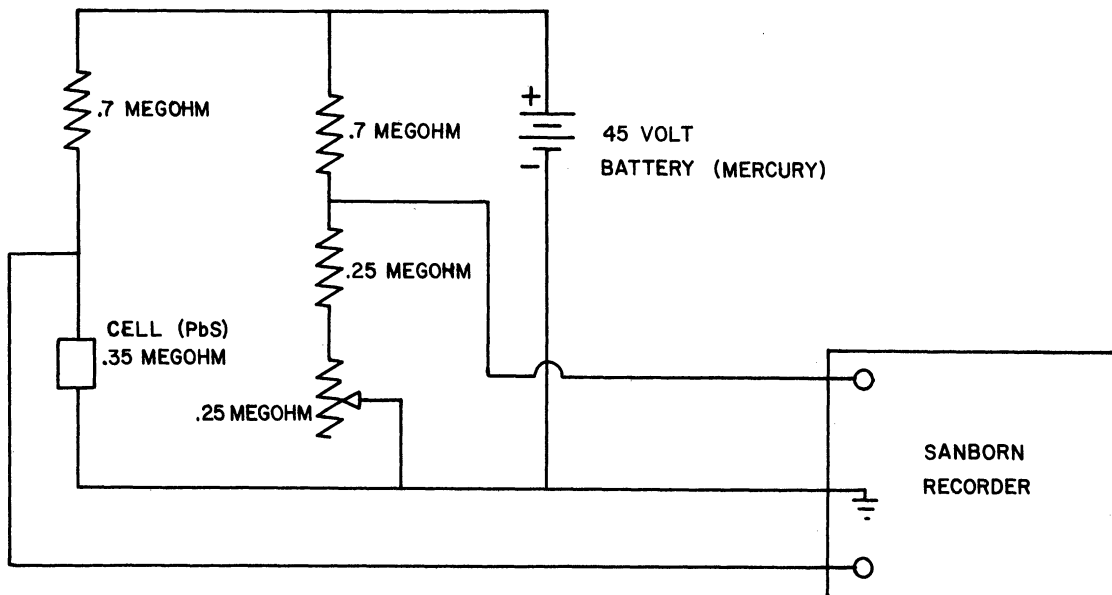 .7 MEGOHM
+
.7 MEGOHM
45 VOLT
BATTERY (MERCURY)
-
.25 MEGOHM
CELL (PbS)
.35 MEGOHM
.25 MEGOHM
SANBORN
RECORDER